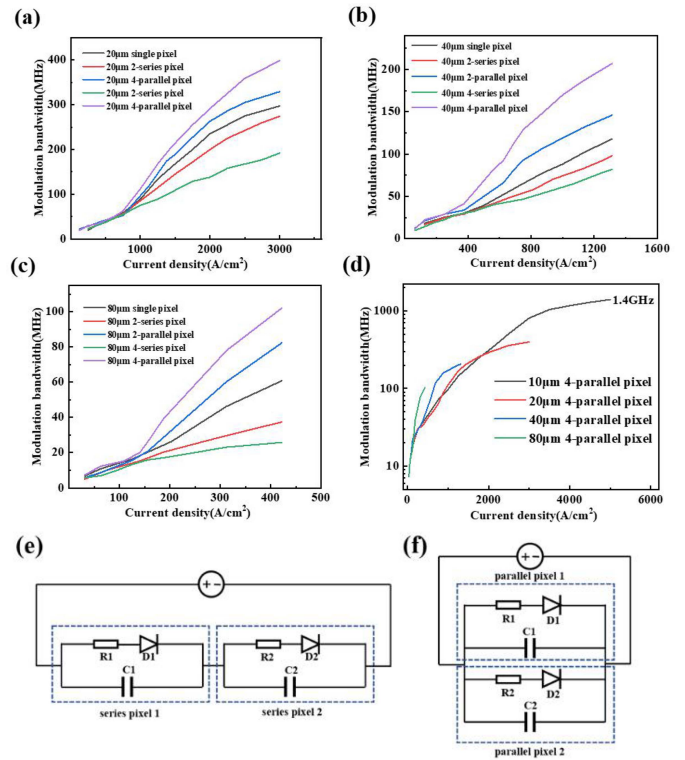 (a)
Modulation bandwidth(MHz)
400
300
200
100
0
20μm single pixel
20μm 2-series pixel
20μm 4-parallel pixel
20μm 2-series pixel
20μm 4-parallel pixel
1000
2000
3000
Current density(A/cm²)
(b)
Modulation bandwidth(MHz)
200
150
100
50
0
40μm single pixel
40μm 2-series pixel
40μm 2-parallel pixel
40μm 4-series pixel
40μm 4-parallel pixel
0
400
800
1200
1600
Current density(A/cm²)
(c)
Modulation bandwidth(MHz)
100
80
60
40
20
0
80μm single pixel
80μm 2-series pixel
80μm 2-parallel pixel
80μm 4-series pixel
80μm 4-parallel pixel
0
100
200
300
400
500
Current density(A/cm²)
(d)
Modulation bandwidth(MHz)
1000
100
10
1.4GHz
10μm 4-parallel pixel
20μm 4-parallel pixel
40μm 4-parallel pixel
80μm 4-parallel pixel
0
2000
4000
6000
Current density(A/cm²)
(e)
+ -
R1
D1
C1
R2
D2
C2
series pixel 1
series pixel 2
(f)
+ -
parallel pixel 1
R1
D1
C1
R2
D2
C2
parallel pixel 2